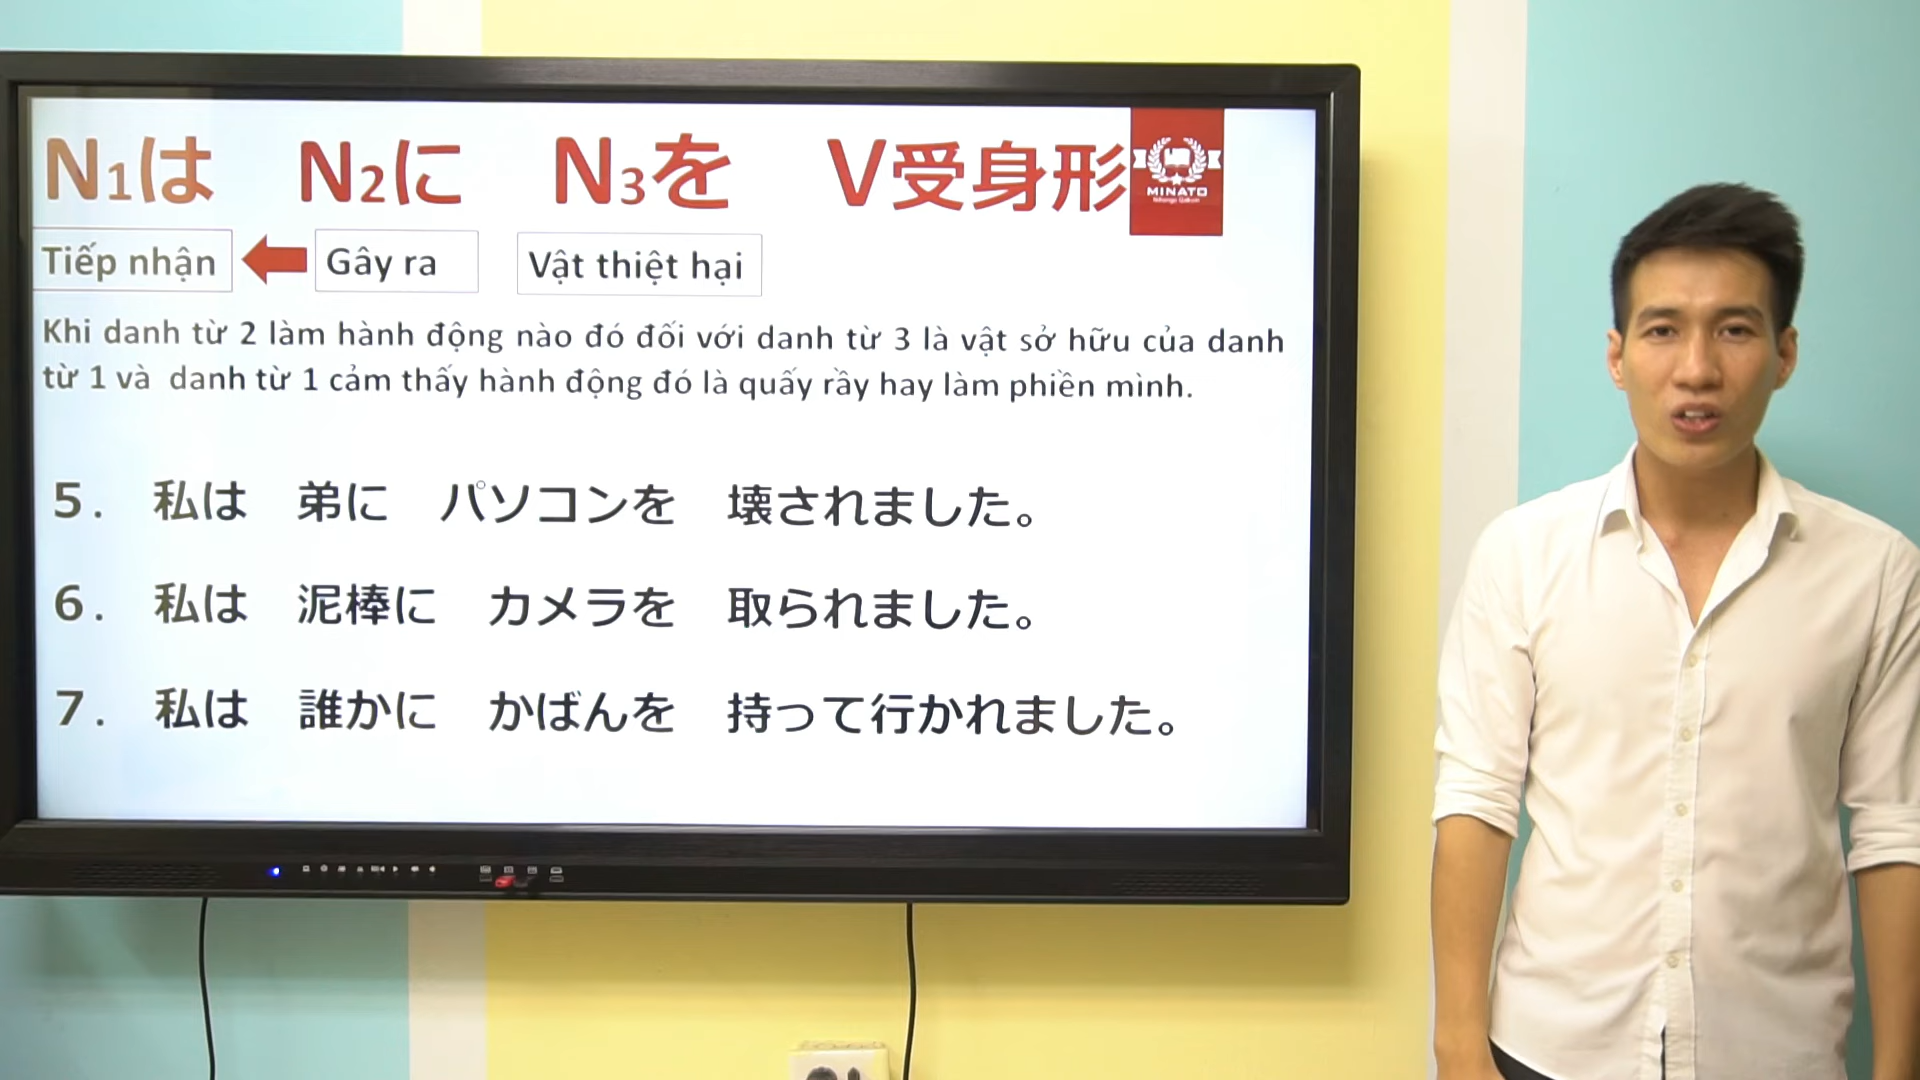 N1は N2に N3を V受身形
MINATO
Nihongo Gakuin
Tiếp nhận Gây ra Vật thiệt hại
Khi danh từ 2 làm hành động nào đó đối với danh từ 3 là vật sở hữu của danh
từ 1 và danh từ 1 cảm thấy hành động đó là quấy rầy hay làm phiền mình.
5. 私は 弟に パソコンを 壊されました。
6. 私は 泥棒に カメラを 取られました。
7. 私は 誰かに かばんを 持って行かれました。